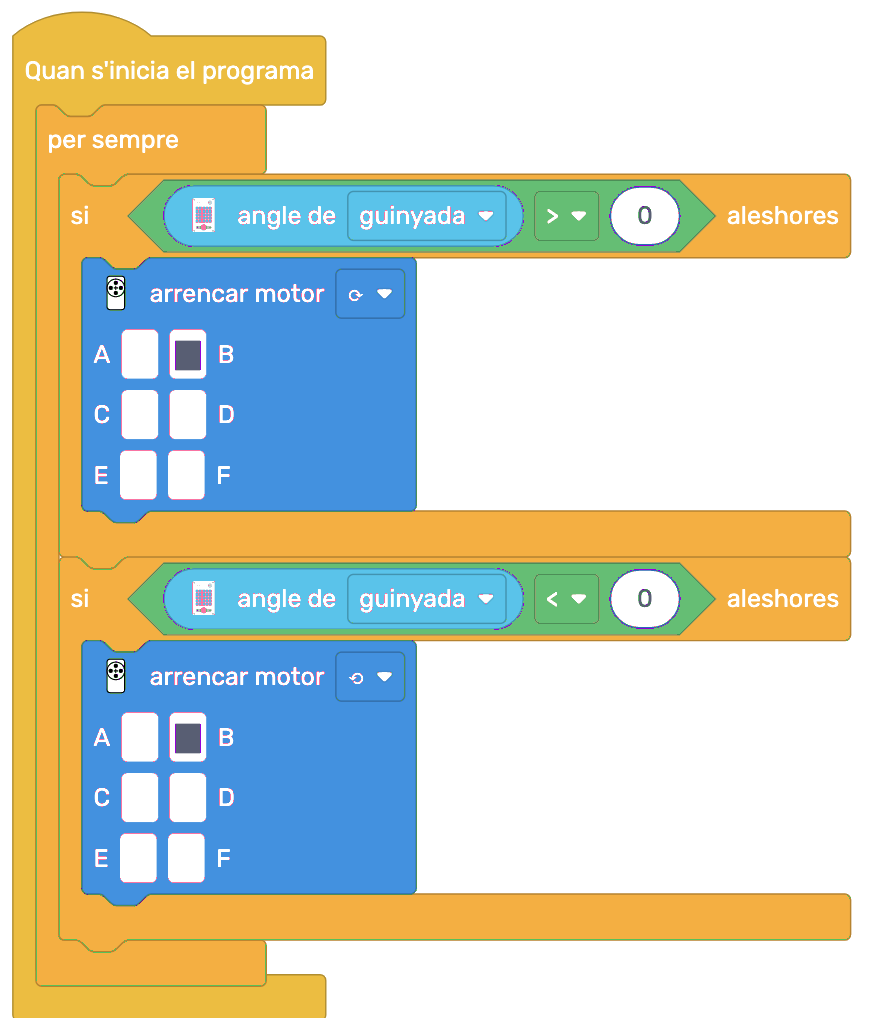 Quan s'inicia el programa
per sempre
si angle de guinyada > 0 aleshores
arrencar motor
A B
C D
E F
si angle de guinyada < 0 aleshores
arrencar motor
A B
C D
E F